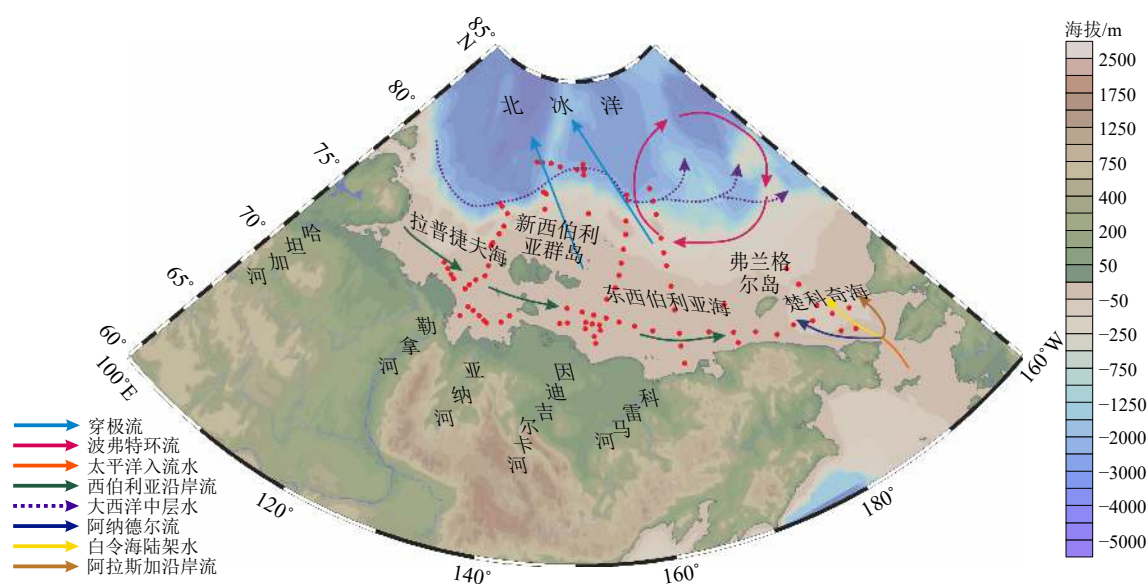 海拔/m
85°
N
80°
75°
70°
65°
60°
100°E
120°
140°
160°
180°
160°W
北冰洋
拉普捷夫海
新西伯利
亚群岛
东西伯利亚海
弗兰格
尔岛
楚科奇海
哈坦加河
勒拿河
亚纳河
因迪吉尔卡河
科雷马河
穿极流
波弗特环流
太平洋入流水
西伯利亚沿岸流
大西洋中层水
阿纳德尔流
白令海陆架水
阿拉斯加沿岸流
2500
1750
1250
750
400
200
50
−50
−250
−750
−1250
−2000
−3000
−4000
−5000